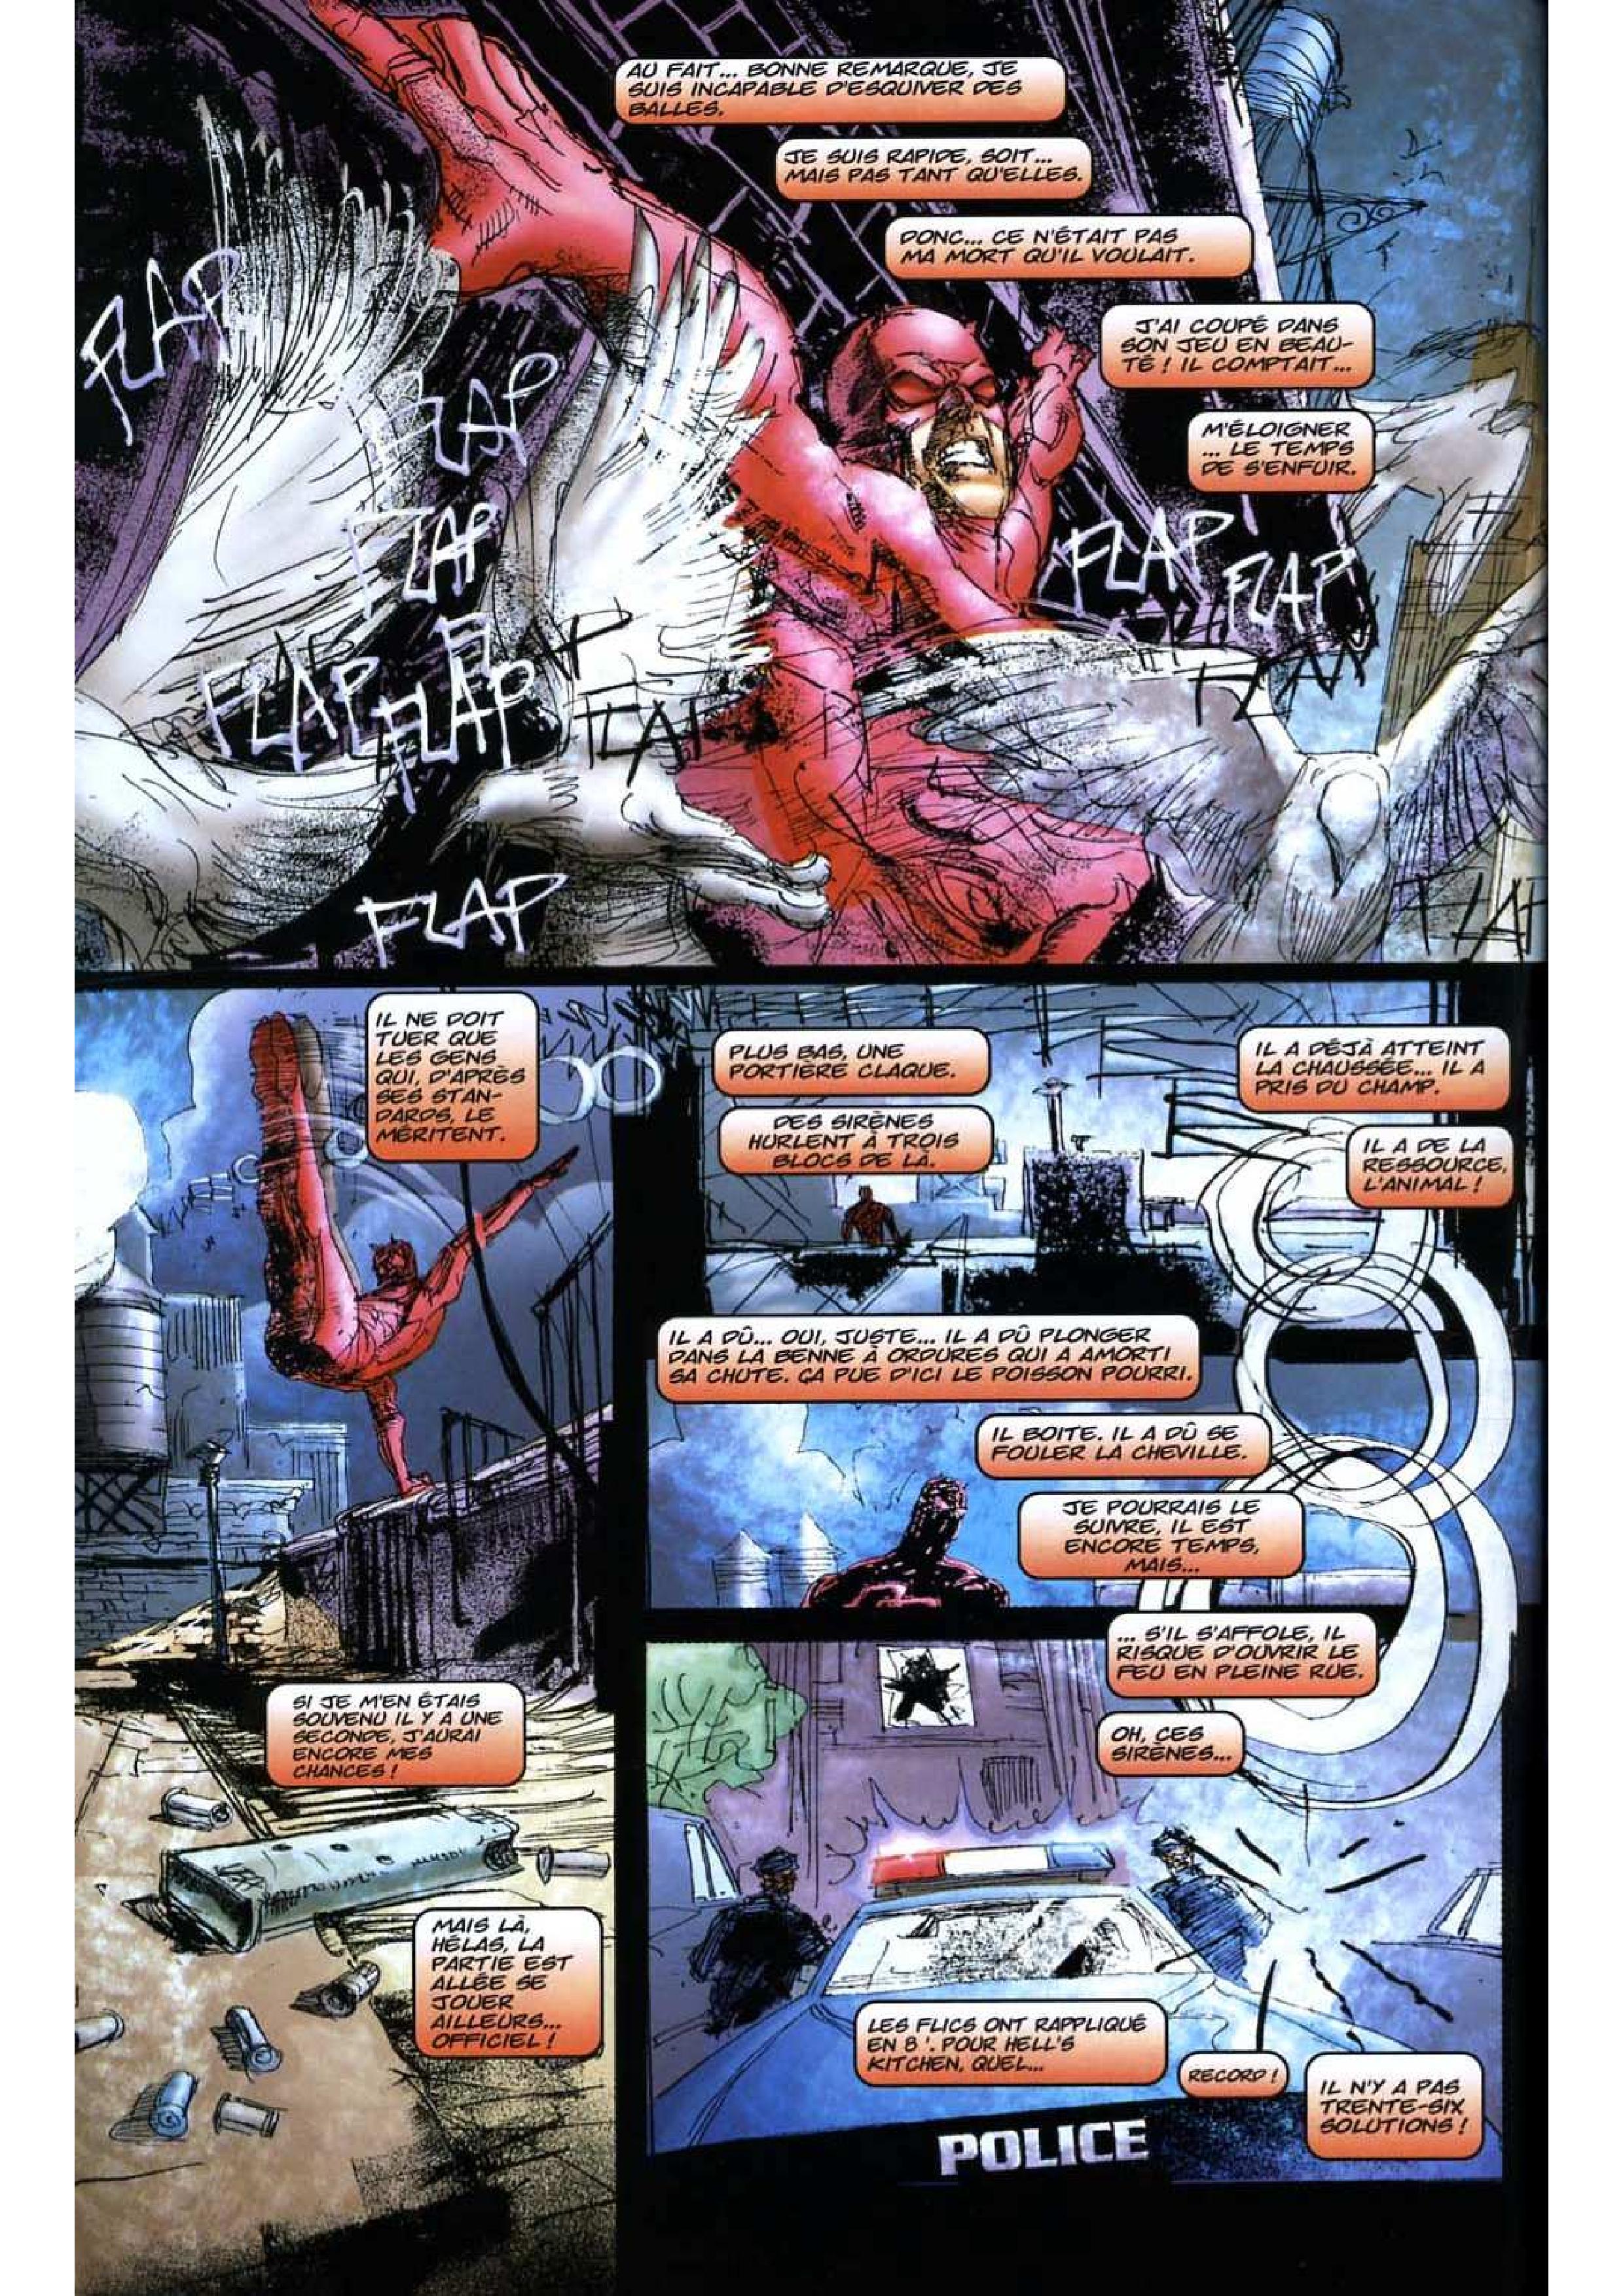 AU FAIT... BONNE REMARQUE, JE
SUIS INCAPABLE D'ESQUIVER DES
BALLES.
JE SUIS RAPIDE, SOIT...
MAIS PAS TANT QU'ELLES.
DONC... CE N'ÉTAIT PAS
MA MORT QU'IL VOULAIT.
J'AI COUPÉ DANS
SON JEU EN BEAU-
TÉ ! IL COMPTAIT...
M'ÉLOIGNER
... LE TEMPS
DE S'ENFUIR.
FLAP
FLAP
FLAP
FLAP
FLAP
FLAP
FLAP
FLAP
IL NE DOIT
TUER QUE
LES GENS
QUI, D'APRÈS
SES STAN-
DARDS, LE
MÉRITENT.
SI JE M'EN ÉTAIS
SOUVENU IL Y A UNE
SECONDE, J'AURAI
ENCORE MES
CHANCES !
MAIS LÀ,
HÉLAS, LA
PARTIE EST
ALLÉE SE
JOUER
AILLEURS...
OFFICIEL !
PLUS BAS, UNE
PORTIÈRE CLAQUE.
DES SIRÈNES
HURLENT À TROIS
BLOCS DE LÀ.
IL A DÉJÀ ATTEINT
LA CHAUSSÉE... IL A
PRIS DU CHAMP.
IL A DE LA
RESSOURCE,
L'ANIMAL !
IL A DÛ... OUI, JUSTE... IL A DÛ PLONGER
DANS LA BENNE À ORDURES QUI A AMORTI
SA CHUTE. ÇA PUE D'ICI LE POISSON POURRI.
IL BOITE. IL A DÛ SE
FOULER LA CHEVILLE.
JE POURRAIS LE
SUIVRE, IL EST
ENCORE TEMPS,
MAIS...
... S'IL S'AFFOLE, IL
RISQUE D'OUVRIR LE
FEU EN PLEINE RUE.
OH, CES
SIRÈNES...
LES FLICS ONT RAPPLIQUÉ
EN 8 '. POUR HELL'S
KITCHEN, QUEL...
RECORD !
IL N'Y A PAS
TRENTE-SIX
SOLUTIONS !
POLICE